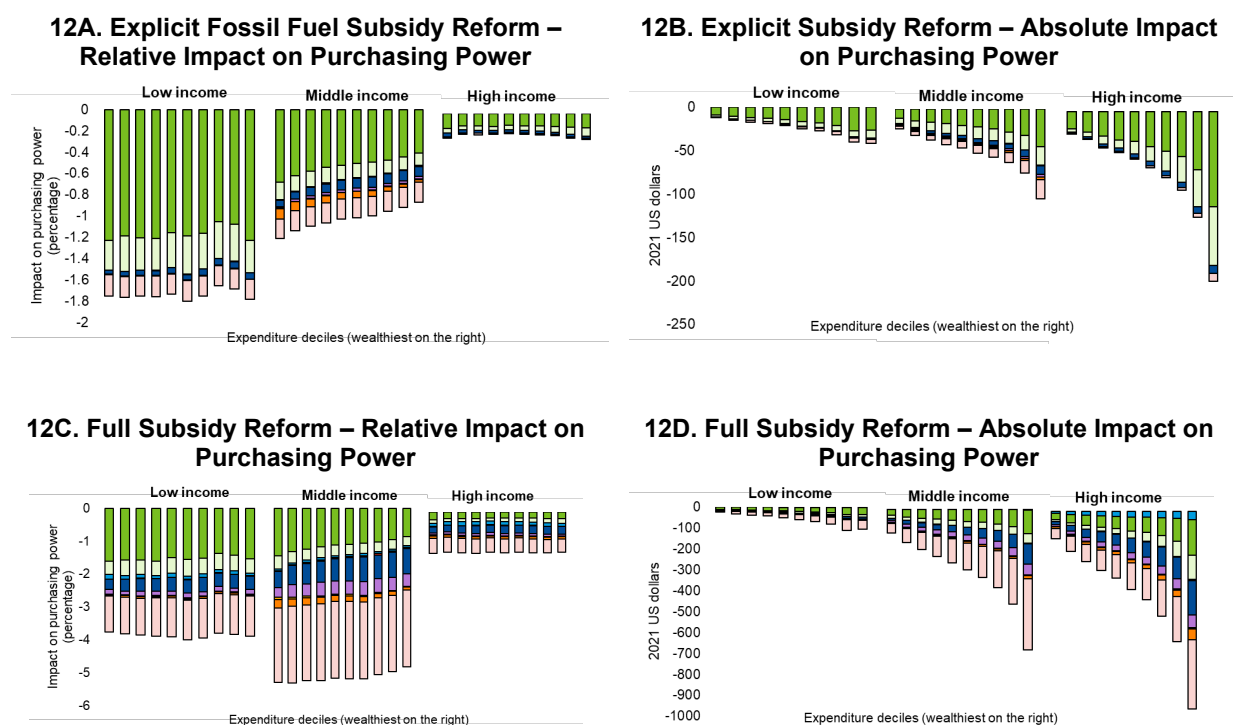 12A. Explicit Fossil Fuel Subsidy Reform –
Relative Impact on Purchasing Power
Low income
Middle income
High income
Impact on purchasing power
(percentage)
0
-0.2
-0.4
-0.6
-0.8
-1
-1.2
-1.4
-1.6
-1.8
-2
Expenditure deciles (wealthiest on the right)
12B. Explicit Subsidy Reform – Absolute Impact
on Purchasing Power
Low income
Middle income
High income
2021 US dollars
0
-50
-100
-150
-200
-250
Expenditure deciles (wealthiest on the right)
12C. Full Subsidy Reform – Relative Impact on
Purchasing Power
Low income
Middle income
High income
Impact on purchasing power
(percentage)
0
-1
-2
-3
-4
-5
-6
Expenditure deciles (wealthiest on the right)
12D. Full Subsidy Reform – Absolute Impact on
Purchasing Power
Low income
Middle income
High income
2021 US dollars
0
-100
-200
-300
-400
-500
-600
-700
-800
-900
-1000
Expenditure deciles (wealthiest on the right)